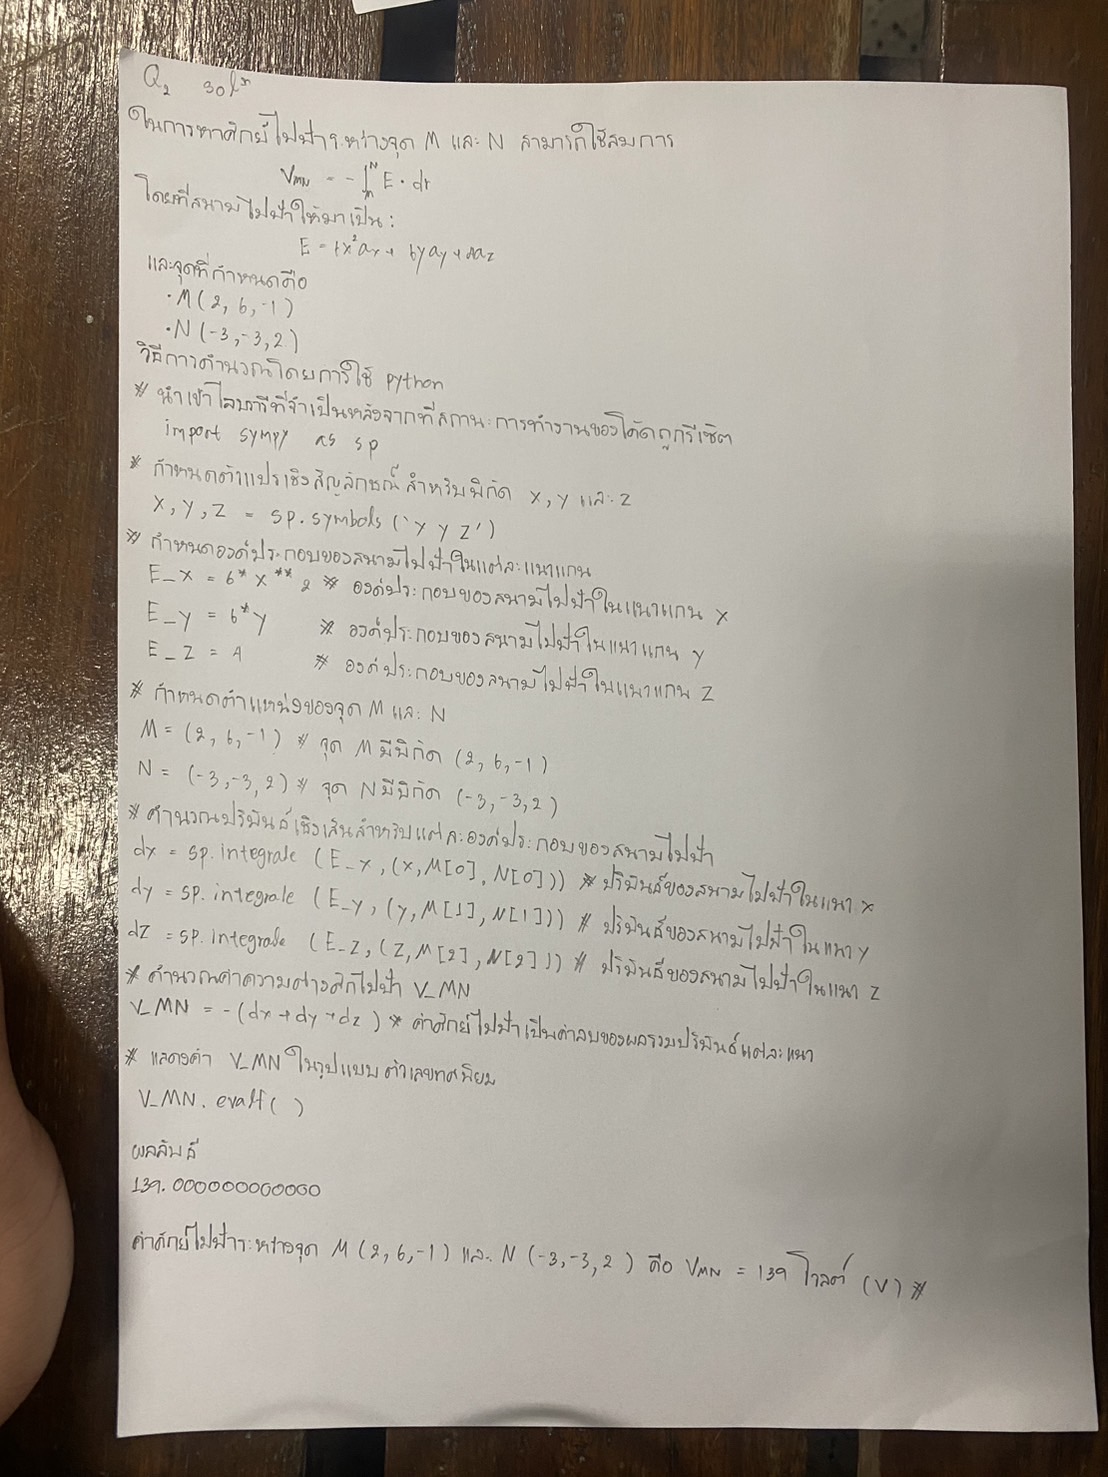 Q2 sol^n
ในการหาศักย์ไฟฟ้าระหว่างจุด M และ N สามารถใช้สมการ
V_MN = -∫_M^N E · dr
โดยที่สนามไฟฟ้าให้มาเป็น :
E = 6x²ax + 6yay + 4az
และจุดที่กำหนดคือ
· M(2, 6, -1)
· N(-3, -3, 2)
วิธีการคำนวณโดยการใช้ python
# นำเข้าไลบรารีที่จำเป็นหลังจากที่สถานะการทำงานของโค้ดถูกรีเซ็ต
import sympy as sp
# กำหนดตัวแปรเชิงสัญลักษณ์สำหรับพิกัด x, y และ z
x, y, z = sp.symbols('x y z')
# กำหนดองค์ประกอบของสนามไฟฟ้าในแต่ละแนวแกน
E_x = 6*x**2 # องค์ประกอบของสนามไฟฟ้าในแนวแกน x
E_y = 6*y # องค์ประกอบของสนามไฟฟ้าในแนวแกน y
E_z = 4 # องค์ประกอบของสนามไฟฟ้าในแนวแกน z
# กำหนดตำแหน่งของจุด M และ N
M = (2, 6, -1) # จุด M มีพิกัด (2, 6, -1)
N = (-3, -3, 2) # จุด N มีพิกัด (-3, -3, 2)
# คำนวณปริพันธ์เชิงเส้นสำหรับแต่ละองค์ประกอบของสนามไฟฟ้า
dx = sp.integrate (E_x, (x, M[0], N[0])) # ปริพันธ์ของสนามไฟฟ้าในแนว x
dy = sp.integrate (E_y, (y, M[1], N[1])) # ปริพันธ์ของสนามไฟฟ้าในแนว y
dz = sp.integrate (E_z, (z, M[2], N[2])) # ปริพันธ์ของสนามไฟฟ้าในแนว z
# คำนวณค่าความต่างศักไฟฟ้า V_MN
V_MN = -(dx + dy + dz) # ค่าศักย์ไฟฟ้าเป็นค่าลบของผลรวมปริพันธ์แต่ละแนว
# แสดงค่า V_MN ในรูปแบบตัวเลขทศนิยม
V_MN.evalf( )
ผลลัพธ์
139.000000000000
ค่าศักย์ไฟฟ้าระหว่างจุด M (2, 6, -1) และ N (-3, -3, 2) คือ V_MN = 139 โวลต์ (V) #